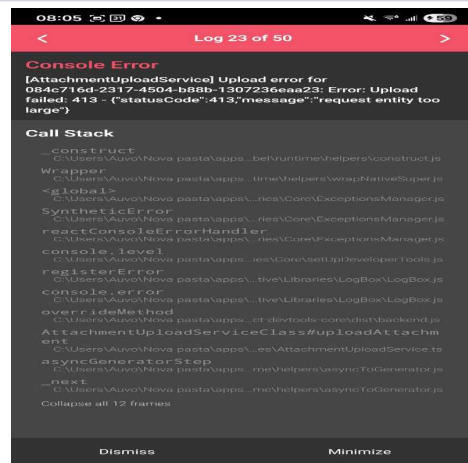 08:05
59
< Log 23 of 50 >
Console Error
[AttachmentUploadService] Upload error for
084c716d-2317-4504-b88b-1307236eaa23: Error: Upload
failed: 413 - {"statusCode":413,"message":"request entity too
large"}
Call Stack
_construct
C:\Users\Auvo\Nova pasta\apps...bel\runtime\helpers\construct.js
Wrapper
C:\Users\Auvo\Nova pasta\apps...time\helpers\wrapNativeSuper.js
<global>
C:\Users\Auvo\Nova pasta\apps\...ries\Core\ExceptionsManager.js
SyntheticError
C:\Users\Auvo\Nova pasta\apps\...ries\Core\ExceptionsManager.js
reactConsoleErrorHandler
C:\Users\Auvo\Nova pasta\apps\...ries\Core\ExceptionsManager.js
console.level
C:\Users\Auvo\Nova pasta\apps...ies\Core\setUpDeveloperTools.js
registerError
C:\Users\Auvo\Nova pasta\apps\...tive\Libraries\LogBox\LogBox.js
console.error
C:\Users\Auvo\Nova pasta\apps\...tive\Libraries\LogBox\LogBox.js
overrideMethod
C:\Users\Auvo\Nova pasta\apps...ct-devtools-core\dist\backend.js
AttachmentUploadServiceClass#uploadAttachm
ent
C:\Users\Auvo\Nova pasta\apps\...es\AttachmentUploadService.ts
asyncGeneratorStep
C:\Users\Auvo\Nova pasta\apps...me\helpers\asyncToGenerator.js
_next
C:\Users\Auvo\Nova pasta\apps...me\helpers\asyncToGenerator.js
Collapse all 12 frames
Dismiss
Minimize